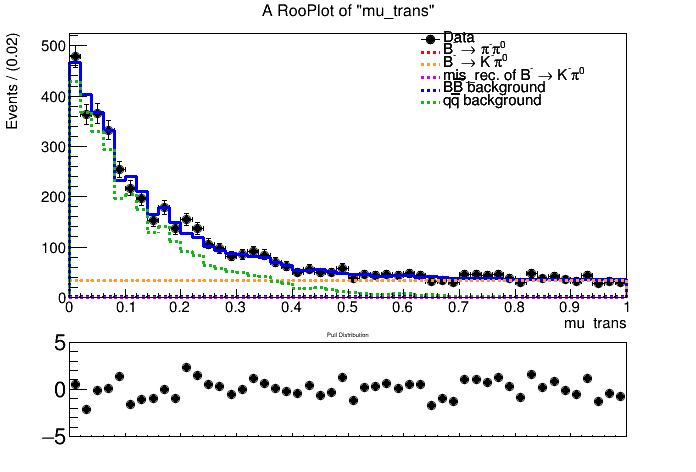 A RooPlot of "mu_trans"
Events / (0.02)
500
400
300
200
100
0
Data
B⁻ → π⁻π⁰
B⁻ → K⁻π⁰
mis_rec. of B⁻ → K⁻π⁰
BB̅ background
qq̅ background
0 0.1 0.2 0.3 0.4 0.5 0.6 0.7 0.8 0.9 1
mu_trans
Pull Distribution
5
0
−5